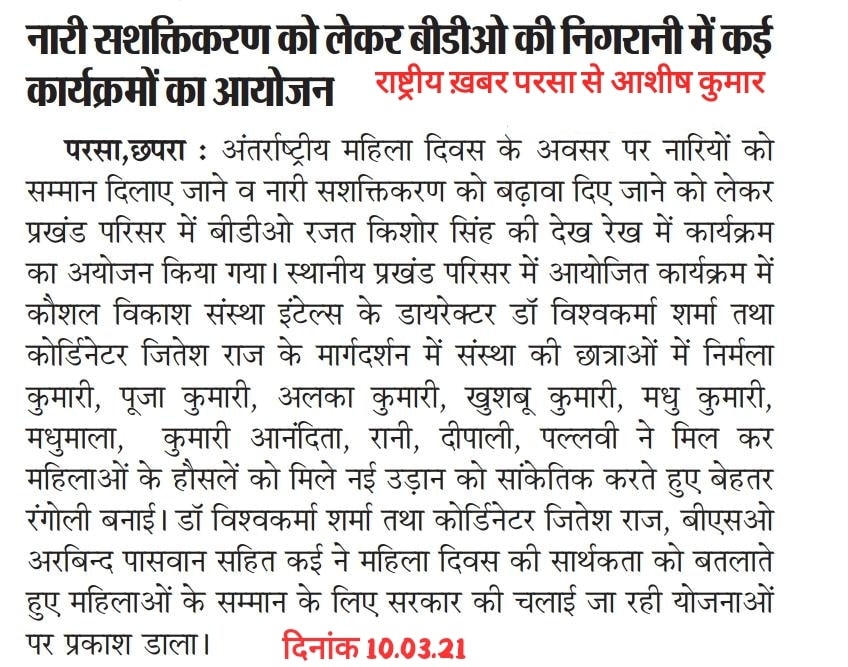 नारी सशक्तिकरण को लेकर बीडीओ की निगरानी में कई
कार्यक्रमों का आयोजन राष्ट्रीय ख़बर परसा से आशीष कुमार
परसा,छपरा : अंतर्राष्ट्रीय महिला दिवस के अवसर पर नारियों को
सम्मान दिलाए जाने व नारी सशक्तिकरण को बढ़ावा दिए जाने को लेकर
प्रखंड परिसर में बीडीओ रजत किशोर सिंह की देख रेख में कार्यक्रम
का अयोजन किया गया। स्थानीय प्रखंड परिसर में आयोजित कार्यक्रम में
कौशल विकाश संस्था इंटेल्स के डायरेक्टर डॉ विश्वकर्मा शर्मा तथा
कोर्डिनेटर जितेश राज के मार्गदर्शन में संस्था की छात्राओं में निर्मला
कुमारी, पूजा कुमारी, अलका कुमारी, खुशबू कुमारी, मधु कुमारी,
मधुमाला, कुमारी आनंदिता, रानी, दीपाली, पल्लवी ने मिल कर
महिलाओं के हौसलें को मिले नई उड़ान को सांकेतिक करते हुए बेहतर
रंगोली बनाई। डॉ विश्वकर्मा शर्मा तथा कोर्डिनेटर जितेश राज, बीएसओ
अरबिन्द पासवान सहित कई ने महिला दिवस की सार्थकता को बतलाते
हुए महिलाओं के सम्मान के लिए सरकार की चलाई जा रही योजनाओं
पर प्रकाश डाला। दिनांक 10.03.21